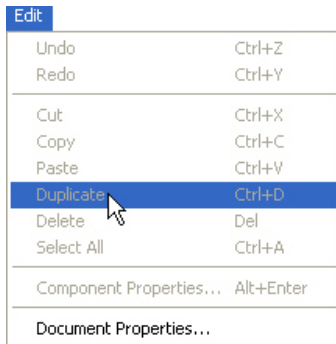 Edit
Undo Ctrl+Z
Redo Ctrl+Y
Cut Ctrl+X
Copy Ctrl+C
Paste Ctrl+V
Duplicate Ctrl+D
Delete Del
Select All Ctrl+A
Component Properties... Alt+Enter
Document Properties...